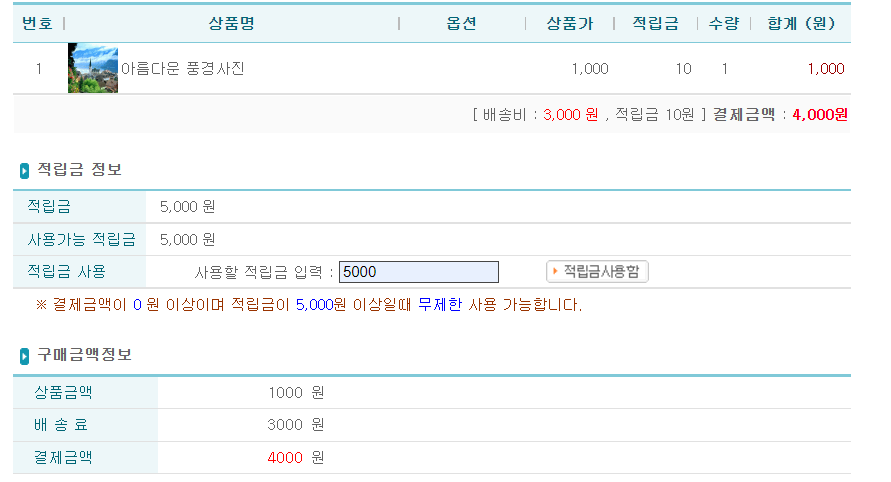 번호 | 상품명 | 옵션 | 상품가 | 적립금 | 수량 | 합계 (원)
1 아름다운 풍경사진 1,000 10 1 1,000
[ 배송비 : 3,000 원 , 적립금 10원 ] 결제금액 : 4,000원
적립금 정보
적립금 5,000 원
사용가능 적립금 5,000 원
적립금 사용 사용할 적립금 입력 : 5000 적립금사용함
※ 결제금액이 0 원 이상이며 적립금이 5,000원 이상일때 무제한 사용 가능합니다.
구매금액정보
상품금액 1000 원
배 송 료 3000 원
결제금액 4000 원